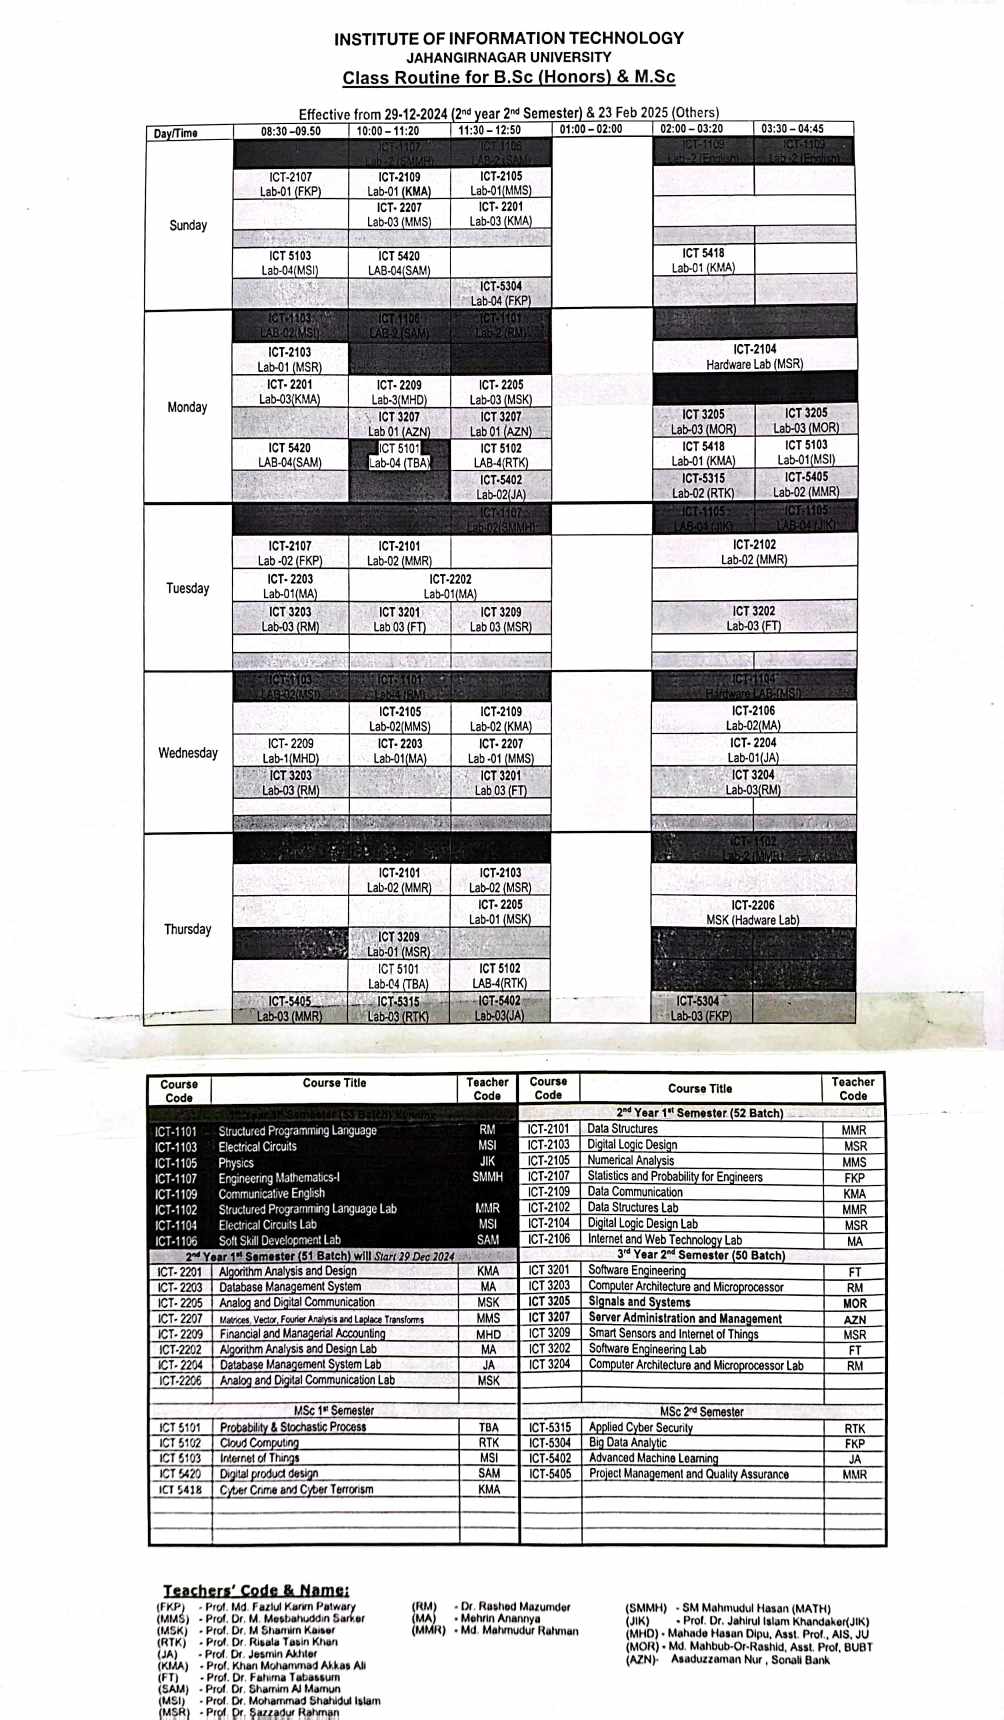 INSTITUTE OF INFORMATION TECHNOLOGY
JAHANGIRNAGAR UNIVERSITY
Class Routine for B.Sc (Honors) & M.Sc
Effective from 29-12-2024 (2nd year 2nd Semester) & 23 Feb 2025 (Others)
Day/Time 08:30 –09.50 10:00 – 11:20 11:30 – 12:50 01:00 – 02:00 02:00 – 03:20 03:30 – 04:45
Sunday
ICT-1107 ICT-1106 ICT-1109 ICT-1109
Lab -2 (SMMH) LAB-2 (SAM) Lab -2 (English) Lab -2 (English)
ICT-2107 ICT-2109 ICT-2105
Lab-01 (FKP) Lab-01 (KMA) Lab-01(MMS)
ICT- 2207 ICT- 2201
Lab-03 (MMS) Lab-03 (KMA)
ICT 5103 ICT 5420 ICT 5418
Lab-04(MSI) LAB-04(SAM) Lab-01 (KMA)
ICT-5304
Lab-04 (FKP)
Monday
ICT-1103 ICT 1106 ICT-1101
LAB-02(MSI) LAB-2 (SAM) Lab-2 (RM)
ICT-2103 ICT-2104
Lab-01 (MSR) Hardware Lab (MSR)
ICT- 2201 ICT- 2209 ICT- 2205
Lab-03(KMA) Lab-3(MHD) Lab-03 (MSK)
ICT 3207 ICT 3207 ICT 3205 ICT 3205
Lab 01 (AZN) Lab 01 (AZN) Lab-03 (MOR) Lab-03 (MOR)
ICT 5420 ICT 5101 ICT 5102 ICT 5418 ICT 5103
LAB-04(SAM) Lab-04 (TBA) LAB-4(RTK) Lab-01 (KMA) Lab-01(MSI)
ICT-5402 ICT-5315 ICT-5405
Lab-02(JA) Lab-02 (RTK) Lab-02 (MMR)
Tuesday
ICT-1107 ICT-1105 ICT-1105
Lab-02(SMMH) LAB-04 (JIK) LAB-04 (JIK)
ICT-2107 ICT-2101 ICT-2102
Lab -02 (FKP) Lab-02 (MMR) Lab-02 (MMR)
ICT- 2203 ICT-2202
Lab-01(MA) Lab-01(MA)
ICT 3203 ICT 3201 ICT 3209 ICT 3202
Lab-03 (RM) Lab 03 (FT) Lab 03 (MSR) Lab-03 (FT)
Wednesday
ICT-1103 ICT- 1101 ICT-1104
LAB-02(MSI) Lab-4 (RM) Hardware LAB-(MSI)
ICT-2105 ICT-2109 ICT-2106
Lab-02(MMS) Lab-02 (KMA) Lab-02(MA)
ICT- 2209 ICT- 2203 ICT- 2207 ICT- 2204
Lab-1(MHD) Lab-01(MA) Lab -01 (MMS) Lab-01(JA)
ICT 3203 ICT 3201 ICT 3204
Lab-03 (RM) Lab 03 (FT) Lab-03(RM)
Thursday
ICT- 1102
Lab-2 (MMR)
ICT-2101 ICT-2103
Lab-02 (MMR) Lab-02 (MSR)
ICT- 2205 ICT-2206
Lab-01 (MSK) MSK (Hadware Lab)
ICT 3209
Lab-01 (MSR)
ICT 5101 ICT 5102
Lab-04 (TBA) LAB-4(RTK)
ICT-5405 ICT-5315 ICT-5402 ICT-5304
Lab-03 (MMR) Lab-03 (RTK) Lab-03(JA) Lab-03 (FKP)
Course Code Course Title Teacher Code Course Code Course Title Teacher Code
2nd Year 1st Semester (52 Batch)
ICT-1101 Structured Programming Language RM ICT-2101 Data Structures MMR
ICT-1103 Electrical Circuits MSI ICT-2103 Digital Logic Design MSR
ICT-1105 Physics JIK ICT-2105 Numerical Analysis MMS
ICT-1107 Engineering Mathematics-I SMMH ICT-2107 Statistics and Probability for Engineers FKP
ICT-1109 Communicative English ICT-2109 Data Communication KMA
ICT-1102 Structured Programming Language Lab MMR ICT-2102 Data Structures Lab MMR
ICT-1104 Electrical Circuits Lab MSI ICT-2104 Digital Logic Design Lab MSR
ICT-1106 Soft Skill Development Lab SAM ICT-2106 Internet and Web Technology Lab MA
2nd Year 1st Semester (51 Batch) will Start 29 Dec 2024 3rd Year 2nd Semester (50 Batch)
ICT- 2201 Algorithm Analysis and Design KMA ICT 3201 Software Engineering FT
ICT- 2203 Database Management System MA ICT 3203 Computer Architecture and Microprocessor RM
ICT- 2205 Analog and Digital Communication MSK ICT 3205 Signals and Systems MOR
ICT- 2207 Matrices, Vector, Fourier Analysis and Laplace Transforms MMS ICT 3207 Server Administration and Management AZN
ICT- 2209 Financial and Managerial Accounting MHD ICT 3209 Smart Sensors and Internet of Things MSR
ICT-2202 Algorithm Analysis and Design Lab MA ICT 3202 Software Engineering Lab FT
ICT- 2204 Database Management System Lab JA ICT 3204 Computer Architecture and Microprocessor Lab RM
ICT-2206 Analog and Digital Communication Lab MSK
MSc 1st Semester MSc 2nd Semester
ICT 5101 Probability & Stochastic Process TBA ICT-5315 Applied Cyber Security RTK
ICT 5102 Cloud Computing RTK ICT-5304 Big Data Analytic FKP
ICT 5103 Internet of Things MSI ICT-5402 Advanced Machine Learning JA
ICT 5420 Digital product design SAM ICT-5405 Project Management and Quality Assurance MMR
ICT 5418 Cyber Crime and Cyber Terrorism KMA
Teachers' Code & Name:
(FKP) - Prof. Md. Fazlul Karim Patwary
(MMS) - Prof. Dr. M. Mesbahuddin Sarker
(MSK) - Prof. Dr. M Shamim Kaiser
(RTK) - Prof. Dr. Risala Tasin Khan
(JA) - Prof. Dr. Jesmin Akhter
(KMA) - Prof. Khan Mohammad Akkas Ali
(FT) - Prof. Dr. Fahima Tabassum
(SAM) - Prof. Dr. Shamim Al Mamun
(MSI) - Prof. Dr. Mohammad Shahidul Islam
(MSR) - Prof. Dr. Sazzadur Rahman
(RM) - Dr. Rashed Mazumder
(MA) - Mehrin Anannya
(MMR) - Md. Mahmudur Rahman
(SMMH) - SM Mahmudul Hasan (MATH)
(JIK) - Prof. Dr. Jahirul Islam Khandaker(JIK)
(MHD) - Mahade Hasan Dipu, Asst. Prof., AIS, JU
(MOR) - Md. Mahbub-Or-Rashid, Asst. Prof, BUBT
(AZN)- Asaduzzaman Nur , Sonali Bank